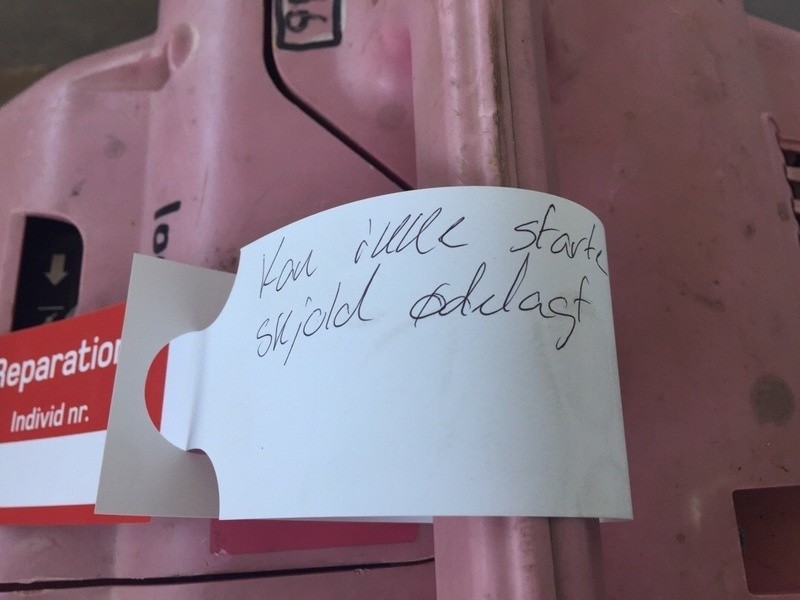 Kan ikke starte
skjold ødelagt
Reparation
Individ nr.